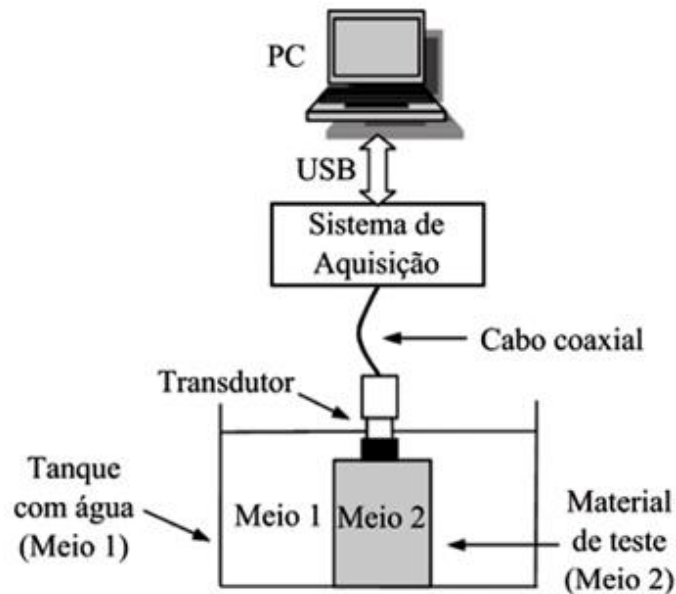 PC
USB
Sistema de
Aquisição
Cabo coaxial
Transdutor
Tanque
com água
(Meio 1)
Meio 1
Meio 2
Material
de teste
(Meio 2)